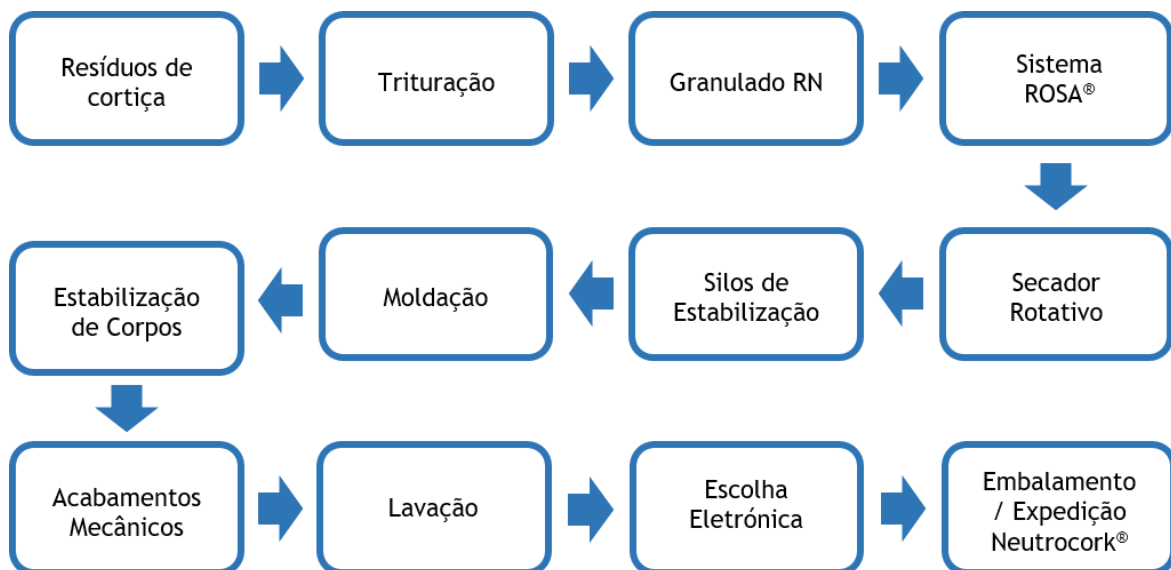 Resíduos de
cortiça
Trituração
Granulado RN
Sistema
ROSA®
Secador
Rotativo
Silos de
Estabilização
Moldação
Estabilização
de Corpos
Acabamentos
Mecânicos
Lavação
Escolha
Eletrónica
Embalamento
/ Expedição
Neutrocork®